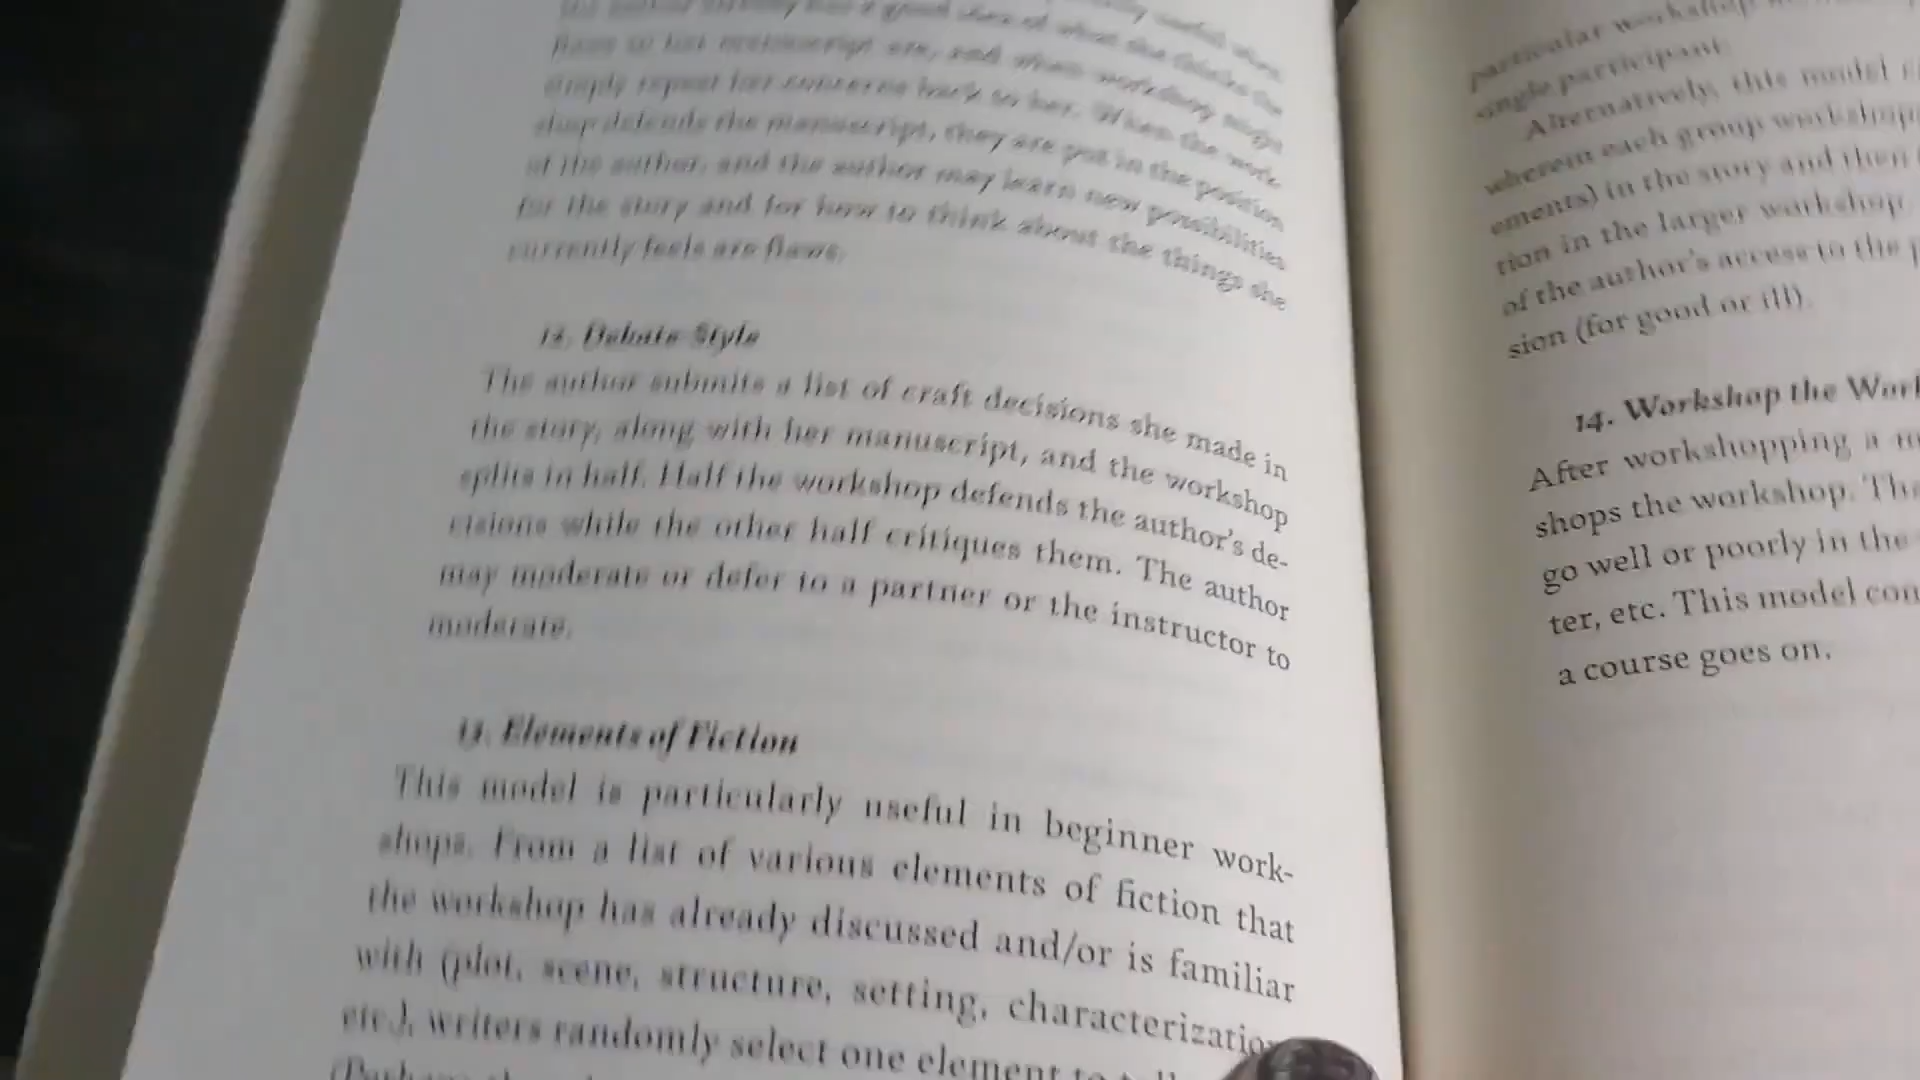 flaws in her manuscript are, and when workshop might
simply repeat her concerns back to her. When the work-
shop defends the manuscript, they are put in the position
of the author, and the author may learn new possibilities
for the story and for how to think about the things she
currently feels are flaws.
12. Debate Style
The author submits a list of craft decisions she made in
the story, along with her manuscript, and the workshop
splits in half. Half the workshop defends the author's de-
cisions while the other half critiques them. The author
may moderate or defer to a partner or the instructor to
moderate.
13. Elements of Fiction
This model is particularly useful in beginner work-
shops. From a list of various elements of fiction that
the workshop has already discussed and/or is familiar
with (plot, scene, structure, setting, characterization
etc.), writers randomly select one element to
particular workshop
single participant.
Alternatively, this model
wherein each group workshops
ements) in the story and then
tion in the larger workshop.
of the author's access to the
sion (for good or ill).
14. Workshop the Work
After workshopping a
shops the workshop.
go well or poorly in the
ter, etc. This model con
a course goes on.